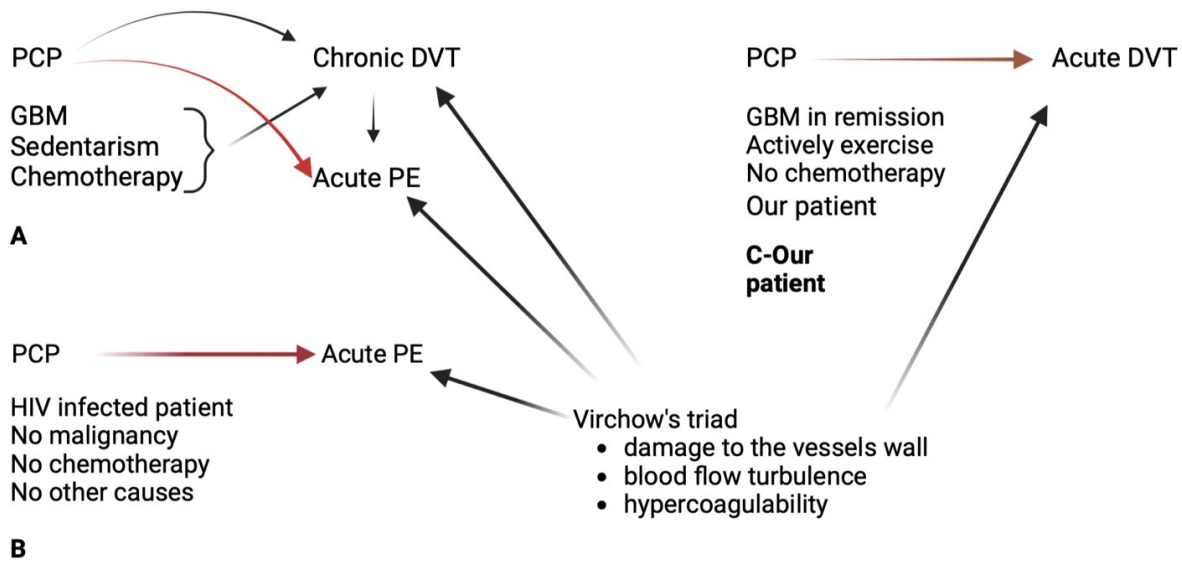 PCP
Chronic DVT
GBM
Sedentarism
Chemotherapy
Acute PE
A
PCP
Acute DVT
GBM in remission
Actively exercise
No chemotherapy
Our patient
C-Our
patient
PCP
Acute PE
HIV infected patient
No malignancy
No chemotherapy
No other causes
B
Virchow's triad
• damage to the vessels wall
• blood flow turbulence
• hypercoagulability